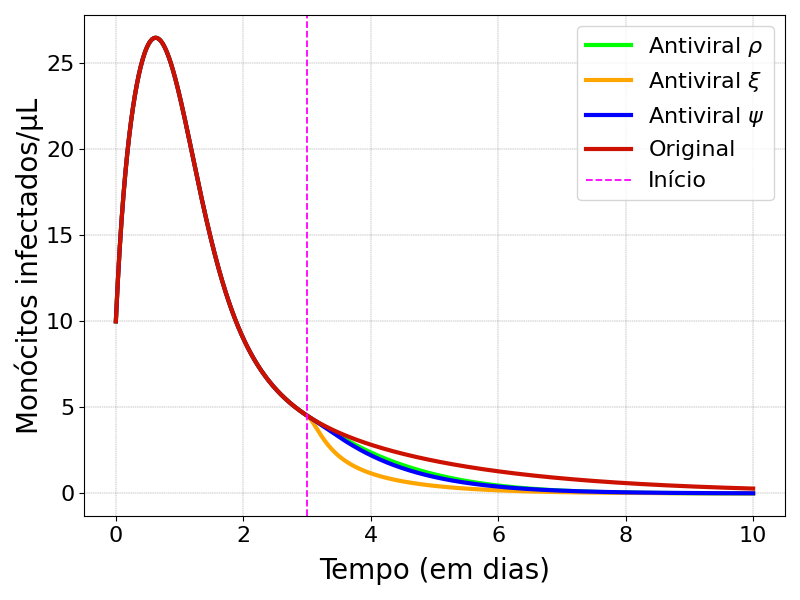 Monócitos infectados/µL
25
20
15
10
5
0
Antiviral ρ
Antiviral ξ
Antiviral ψ
Original
Início
0 2 4 6 8 10
Tempo (em dias)